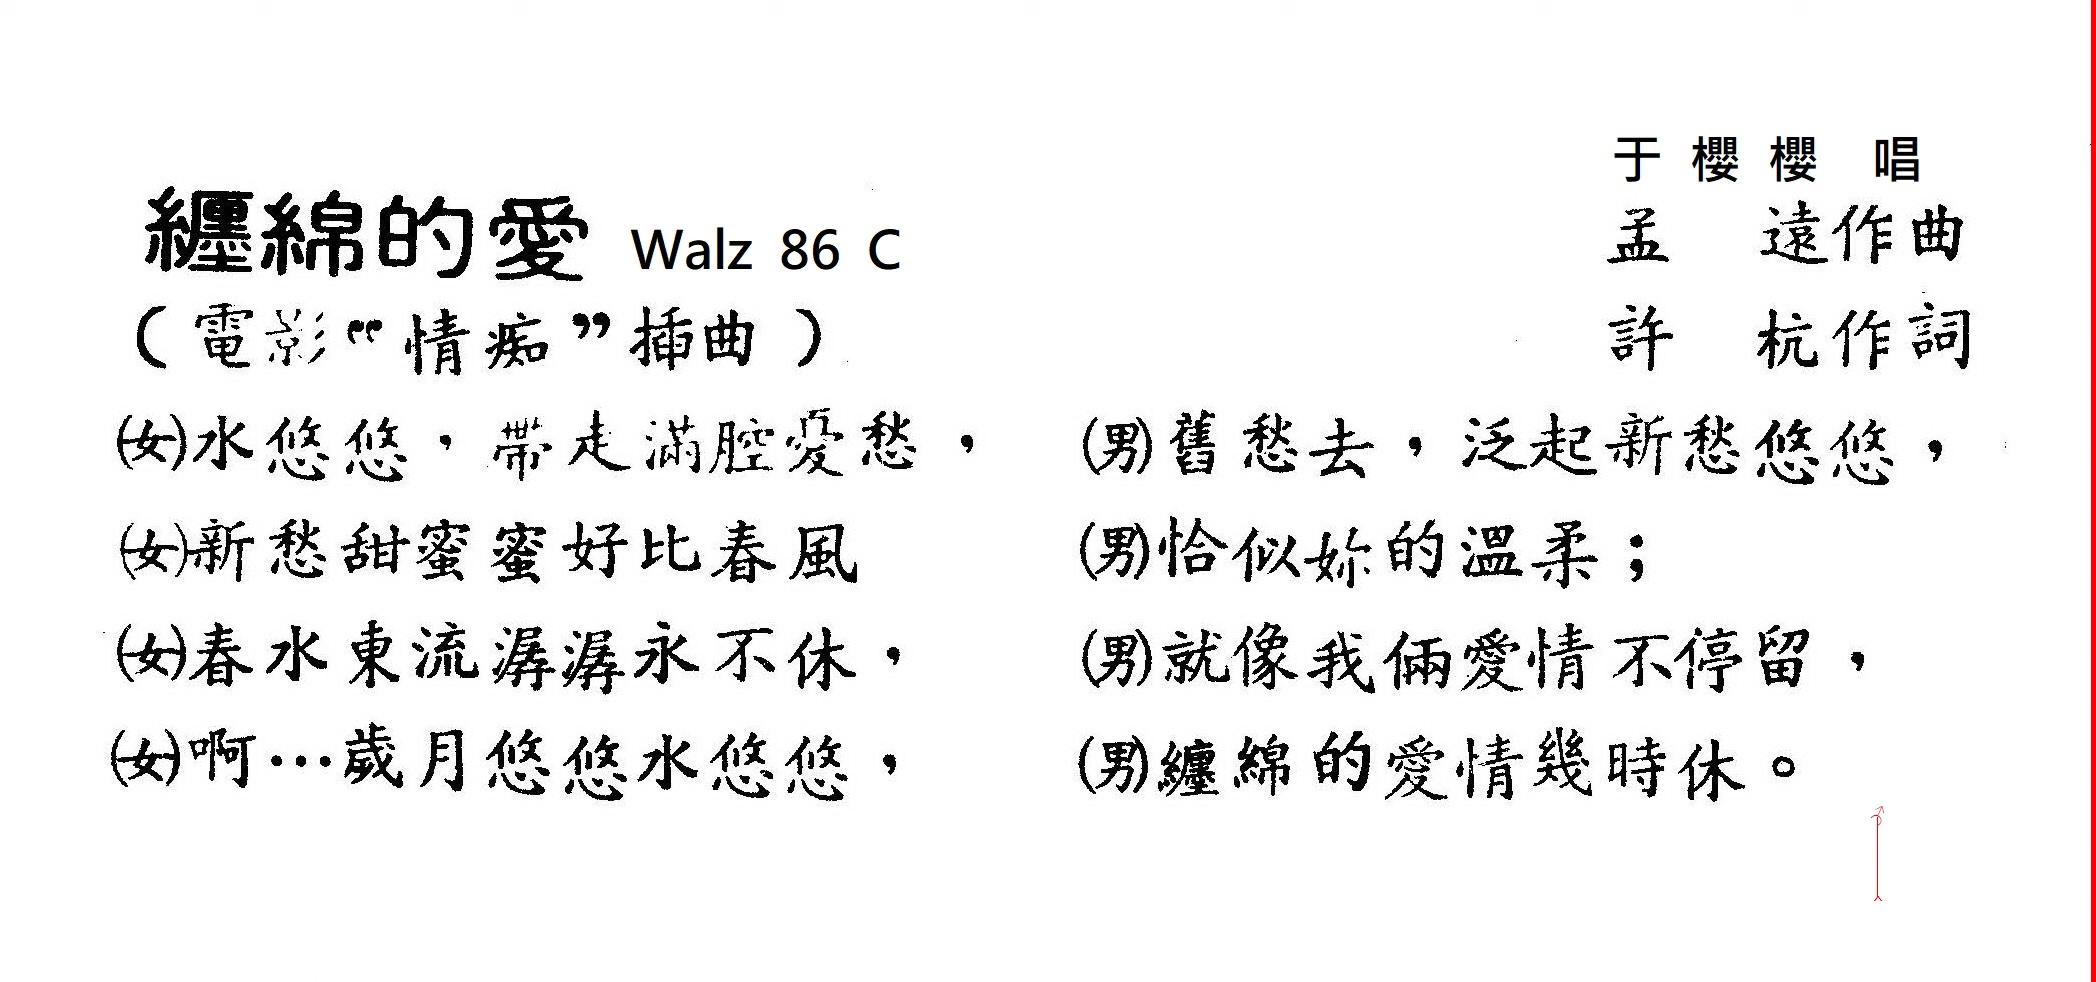 于櫻櫻 唱
纏綿的愛 Walz 86 C
孟 遠作曲
(電影“情痴”插曲)
許 杭作詞
(女)水悠悠,帶走滿腔憂愁, (男)舊愁去,泛起新愁悠悠,
(女)新愁甜蜜蜜好比春風 (男)恰似妳的溫柔;
(女)春水東流潺潺永不休, (男)就像我倆愛情不停留,
(女)啊…歲月悠悠水悠悠, (男)纏綿的愛情幾時休。